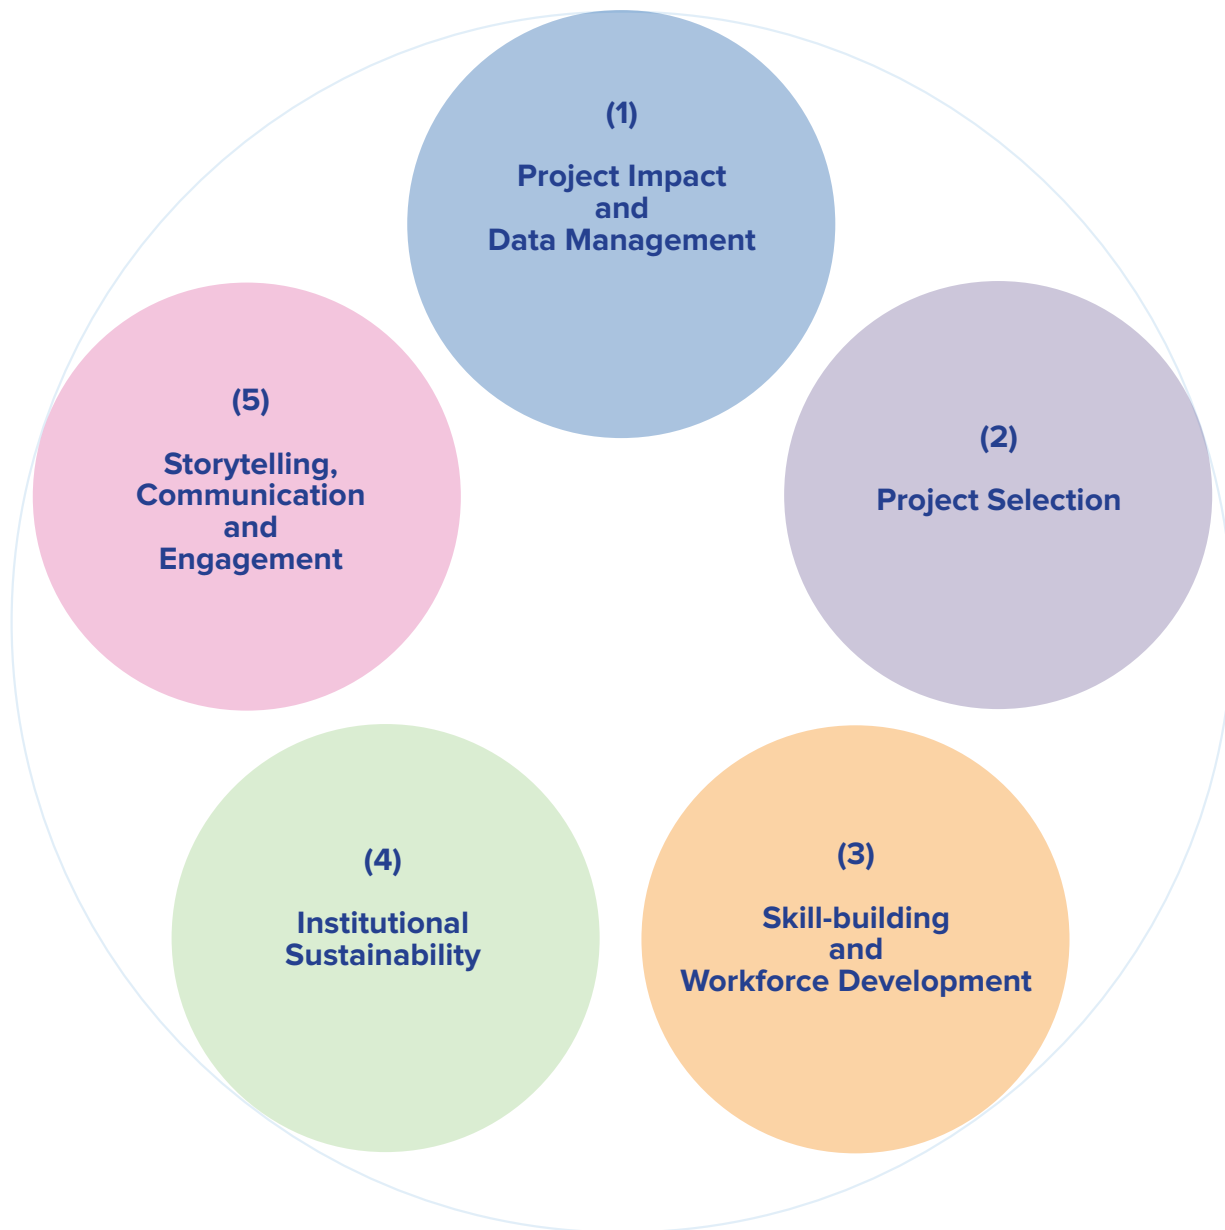 (1)
Project Impact
and
Data Management
(2)
Project Selection
(3)
Skill-building
and
Workforce Development
(4)
Institutional
Sustainability
(5)
Storytelling,
Communication
and
Engagement